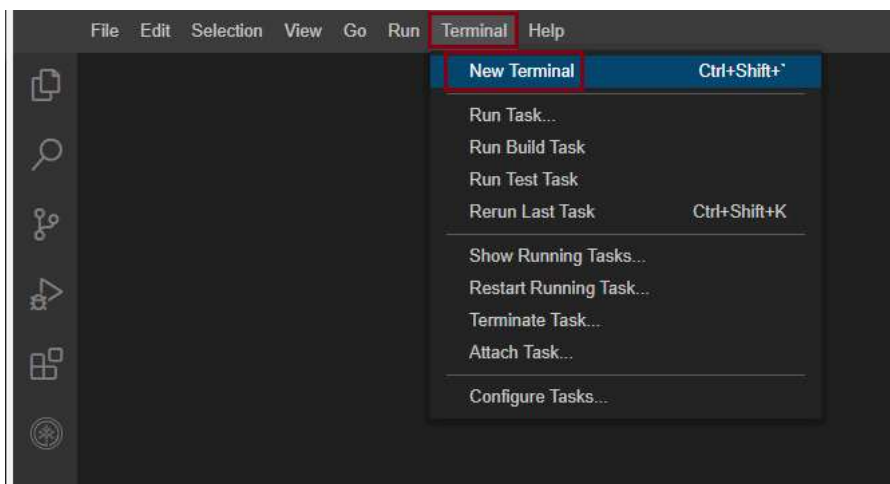 File Edit Selection View Go Run Terminal Help
New Terminal Ctrl+Shift+`
Run Task...
Run Build Task
Run Test Task
Rerun Last Task Ctrl+Shift+K
Show Running Tasks...
Restart Running Task...
Terminate Task...
Attach Task...
Configure Tasks...